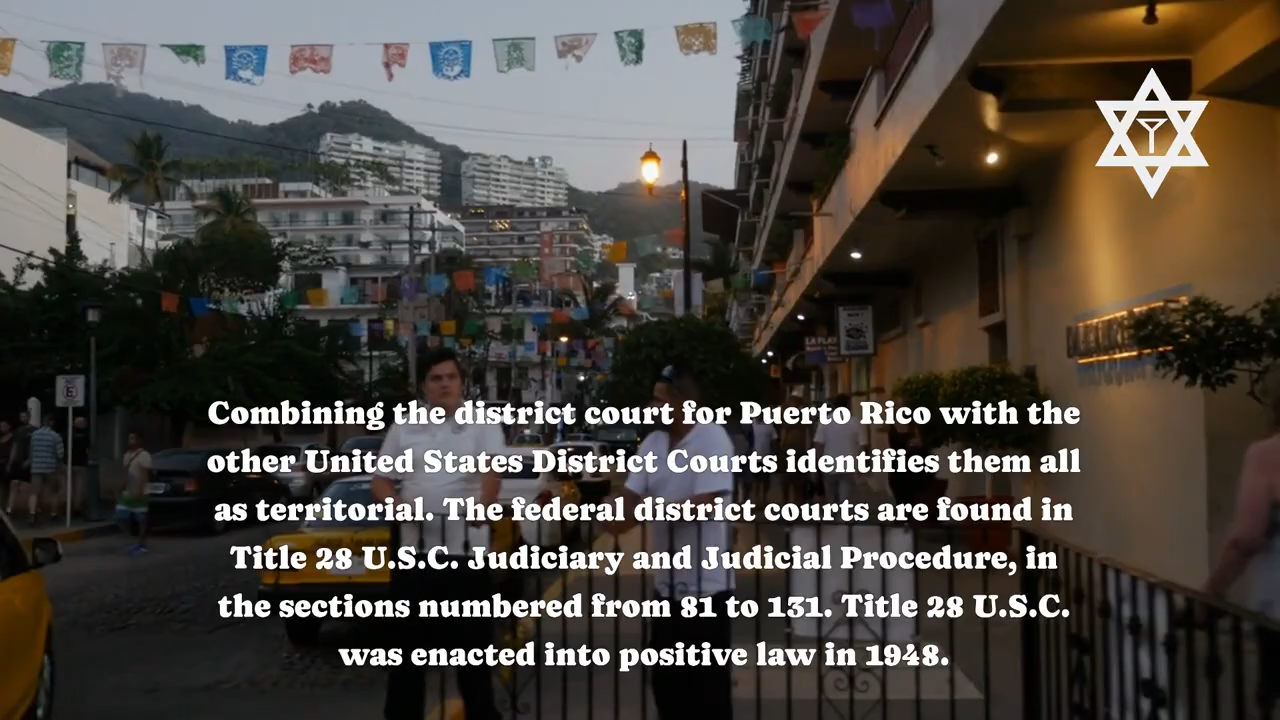 Combining the district court for Puerto Rico with the
other United States District Courts identifies them all
as territorial. The federal district courts are found in
Title 28 U.S.C. Judiciary and Judicial Procedure, in
the sections numbered from 81 to 131. Title 28 U.S.C.
was enacted into positive law in 1948.